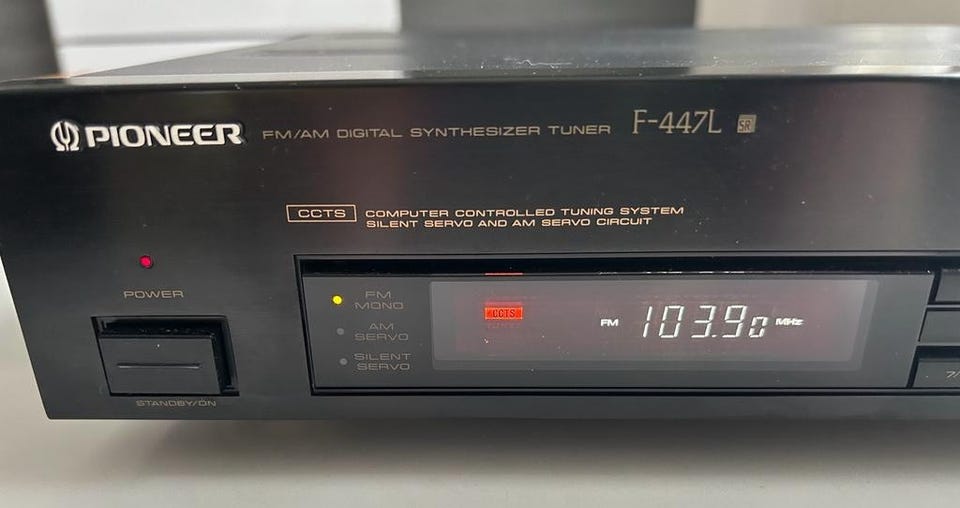 PIONEER FM/AM DIGITAL SYNTHESIZER TUNER F-447L SR
CCTS COMPUTER CONTROLLED TUNING SYSTEM
SILENT SERVO AND AM SERVO CIRCUIT
POWER
STANDBY/ON
FM
MONO
AM
SERVO
SILENT
SERVO
CCTS
FM 103.90 MHz
7/